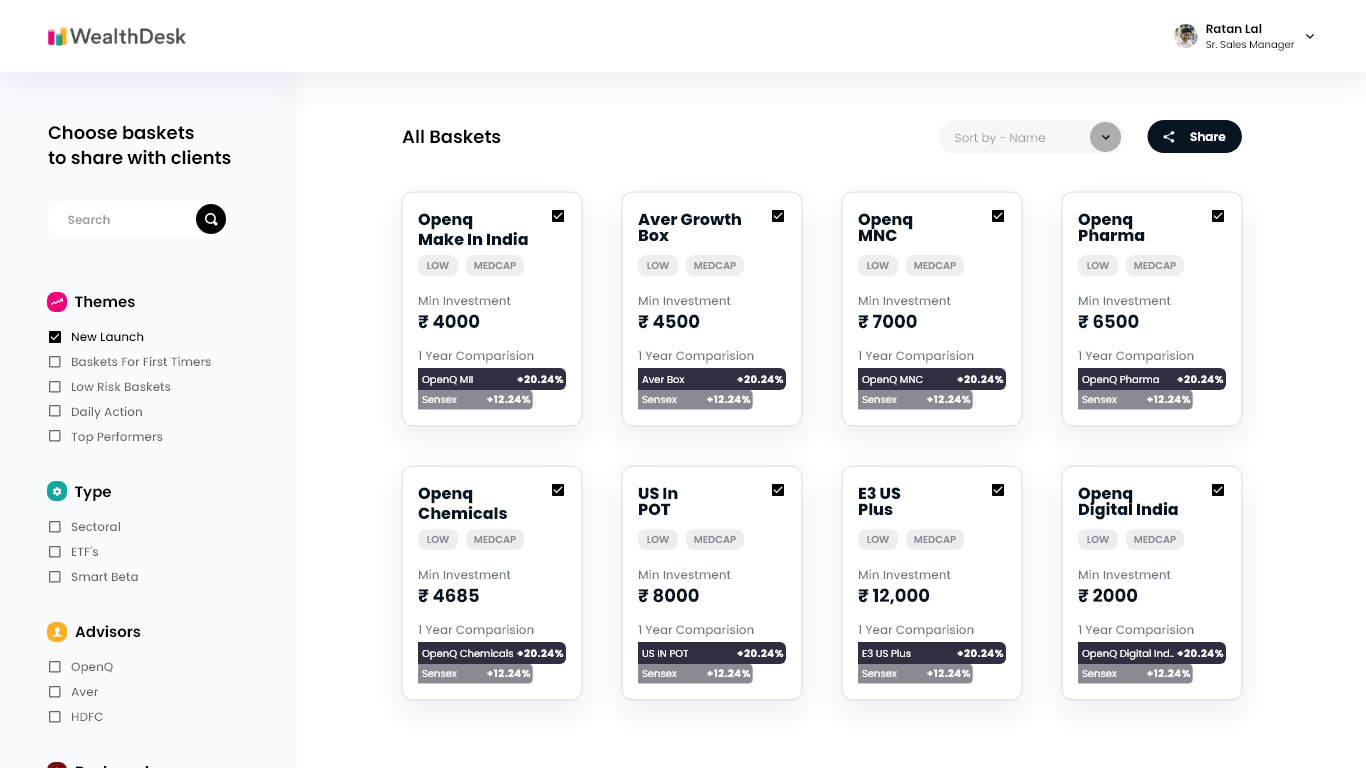 WealthDesk
Ratan Lal
Sr. Sales Manager
Choose baskets
to share with clients
Search
Themes
New Launch
Baskets For First Timers
Low Risk Baskets
Daily Action
Top Performers
Type
Sectoral
ETF's
Smart Beta
Advisors
OpenQ
Aver
HDFC
All Baskets
Sort by - Name
Share
Openq
Make In India
LOW MEDCAP
Min Investment
₹ 4000
1 Year Comparision
OpenQ MII +20.24%
Sensex +12.24%
Aver Growth
Box
LOW MEDCAP
Min Investment
₹ 4500
1 Year Comparision
Aver Box +20.24%
Sensex +12.24%
Openq
MNC
LOW MEDCAP
Min Investment
₹ 7000
1 Year Comparision
OpenQ MNC +20.24%
Sensex +12.24%
Openq
Pharma
LOW MEDCAP
Min Investment
₹ 6500
1 Year Comparision
OpenQ Pharma +20.24%
Sensex +12.24%
Openq
Chemicals
LOW MEDCAP
Min Investment
₹ 4685
1 Year Comparision
OpenQ Chemicals +20.24%
Sensex +12.24%
US In
POT
LOW MEDCAP
Min Investment
₹ 8000
1 Year Comparision
US IN POT +20.24%
Sensex +12.24%
E3 US
Plus
LOW MEDCAP
Min Investment
₹ 12,000
1 Year Comparision
E3 US Plus +20.24%
Sensex +12.24%
Openq
Digital India
LOW MEDCAP
Min Investment
₹ 2000
1 Year Comparision
OpenQ Digital Ind.. +20.24%
Sensex +12.24%